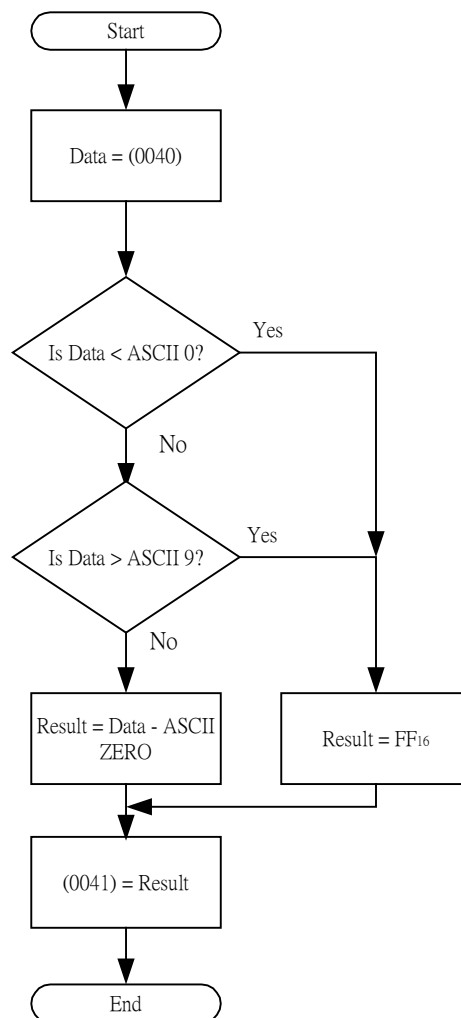 Start
Data = (0040)
Is Data < ASCII 0?
Yes
No
Is Data > ASCII 9?
Yes
No
Result = Data - ASCII
ZERO
Result = FF₁₆
(0041) = Result
End